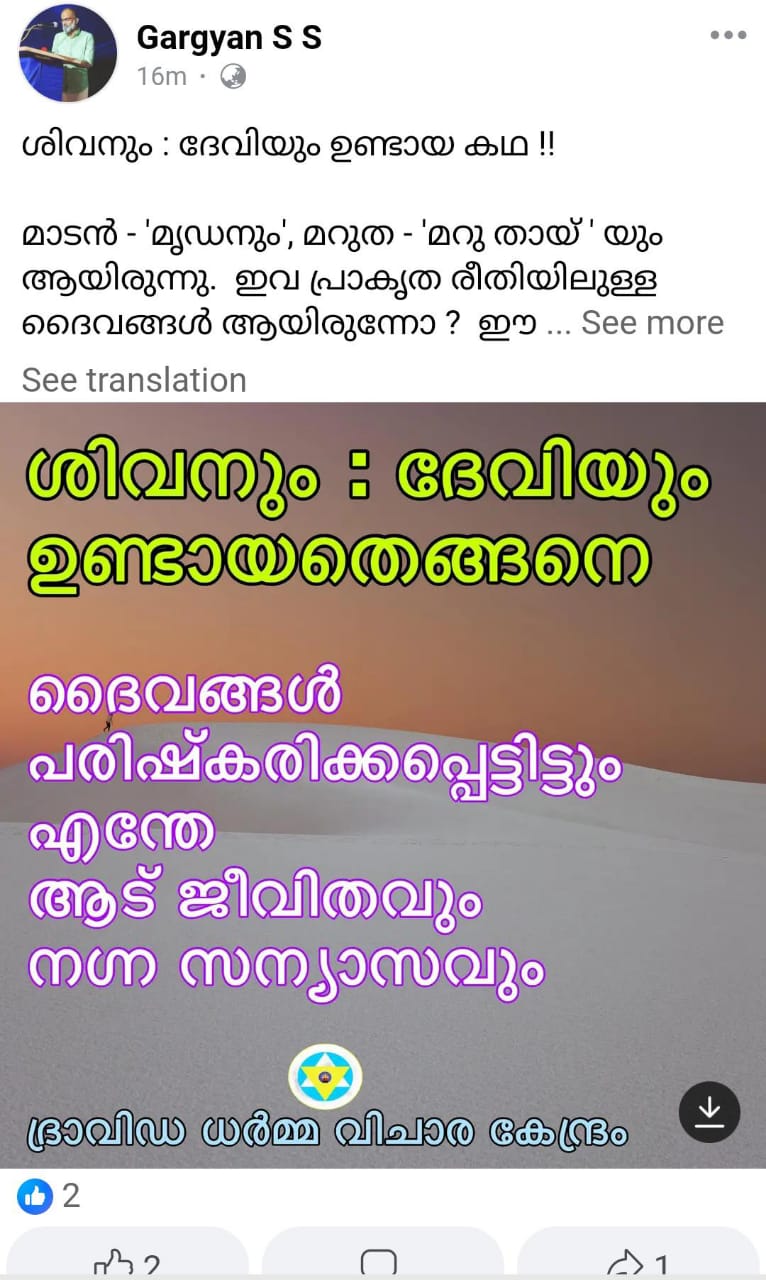 Gargyan S S
16m
ശിവനും : ദേവിയും ഉണ്ടായ കഥ !!
മാടൻ - 'മൃഡനും', മറുത - 'മറു തായ് ' യും
ആയിരുന്നു.  ഇവ പ്രാകൃത രീതിയിലുള്ള
ദൈവങ്ങൾ ആയിരുന്നോ ?  ഈ ... See more
See translation
ശിവനും : ദേവിയും
ഉണ്ടായതെങ്ങനെ
ദൈവങ്ങൾ
പരിഷ്കരിക്കപ്പെട്ടിട്ടും
എന്തേ
ആട് ജീവിതവും
നഗ്ന സന്യാസവും
ദ്രാവിഡ ധർമ്മ വിചാര കേന്ദ്രം
2
2
1